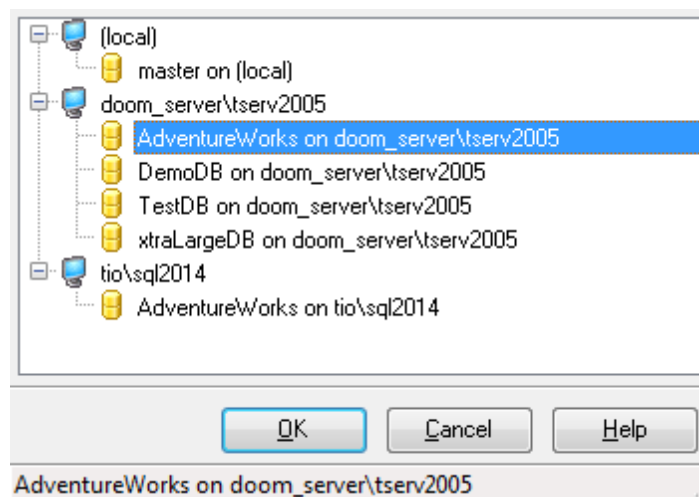 (local)
master on (local)
doom_server\tserv2005
AdventureWorks on doom_server\tserv2005
DemoDB on doom_server\tserv2005
TestDB on doom_server\tserv2005
xtraLargeDB on doom_server\tserv2005
tio\sql2014
AdventureWorks on tio\sql2014
OK Cancel Help
AdventureWorks on doom_server\tserv2005